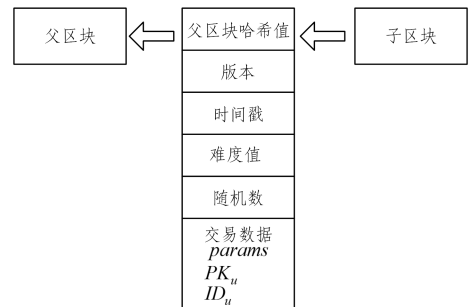 父区块
父区块哈希值
子区块
版本
时间戳
难度值
随机数
交易数据
params
PK_u
ID_u